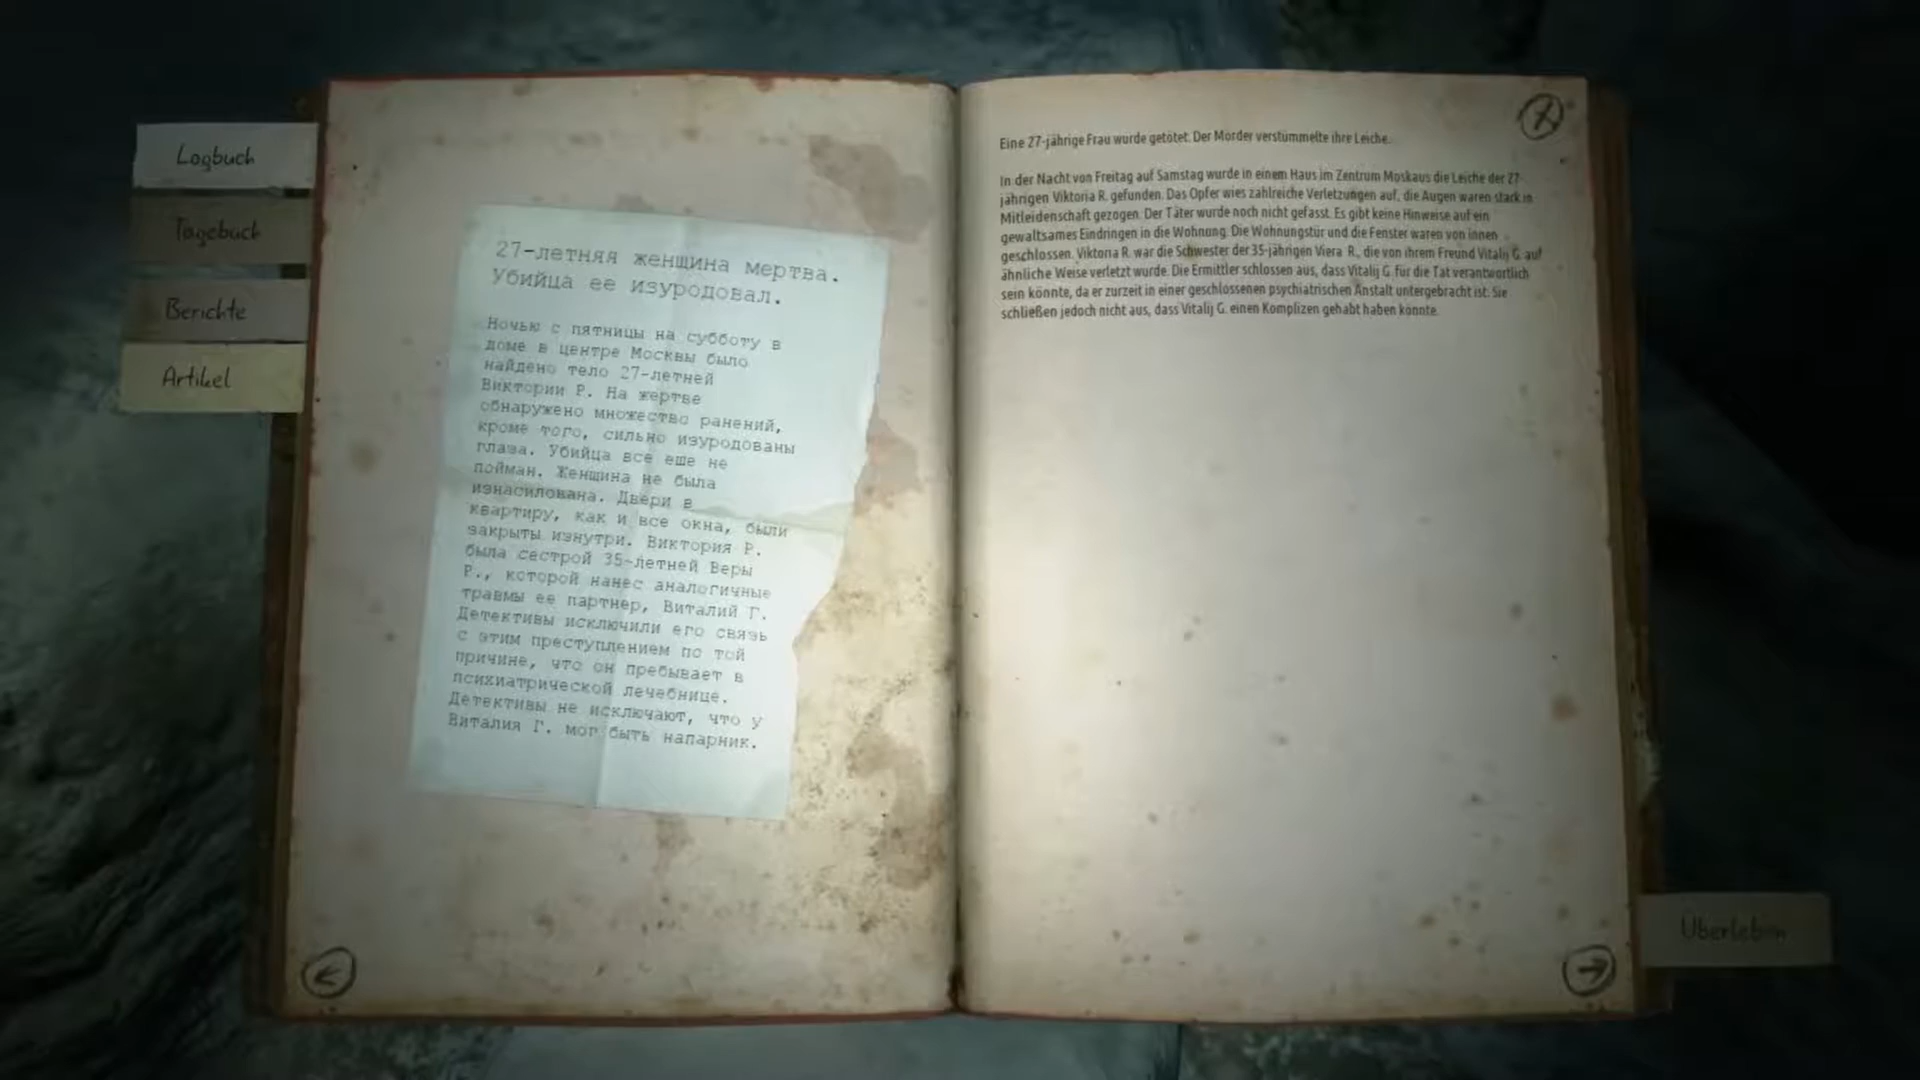 Logbuch
Tagebuch
Berichte
Artikel
27-летняя женщина мертва.
Убийца ее изуродовал.
Ночью с пятницы на субботу в
доме в центре Москвы было
найдено тело 27-летней
Виктории Р. На жертве
обнаружено множество ранений,
кроме того, сильно изуродованы
глаза. Убийца все еше не
пойман. Женщина не была
изнасилована. Двери в
квартиру, как и все окна, были
закрыты изнутри. Виктория Р.
была сестрой 35-летней Веры
Р., которой нанес аналогичные
травмы ее партнер, Виталий Г.
Детективы исключили его связь
с этим преступлением по той
причине, что он пребывает в
психиатрической лечебнице.
Детективы не исключают, что у
Виталия Г. мог быть напарник.
Eine 27-jährige Frau wurde getötet. Der Mörder verstümmelte ihre Leiche.
In der Nacht von Freitag auf Samstag wurde in einem Haus im Zentrum Moskaus die Leiche der 27-
jährigen Viktoria R. gefunden. Das Opfer wies zahlreiche Verletzungen auf, die Augen waren stark in
Mitleidenschaft gezogen. Der Täter wurde noch nicht gefasst. Es gibt keine Hinweise auf ein
gewaltsames Eindringen in die Wohnung. Die Wohnungstür und die Fenster waren von innen
geschlossen. Viktoria R. war die Schwester der 35-jährigen Viera R., die von ihrem Freund Vitalij G. auf
ähnliche Weise verletzt wurde. Die Ermittler schlossen aus, dass Vitalij G. für die Tat verantwortlich
sein könnte, da er zurzeit in einer geschlossenen psychiatrischen Anstalt untergebracht ist. Sie
schließen jedoch nicht aus, dass Vitalij G. einen Komplizen gehabt haben könnte.
Überleben